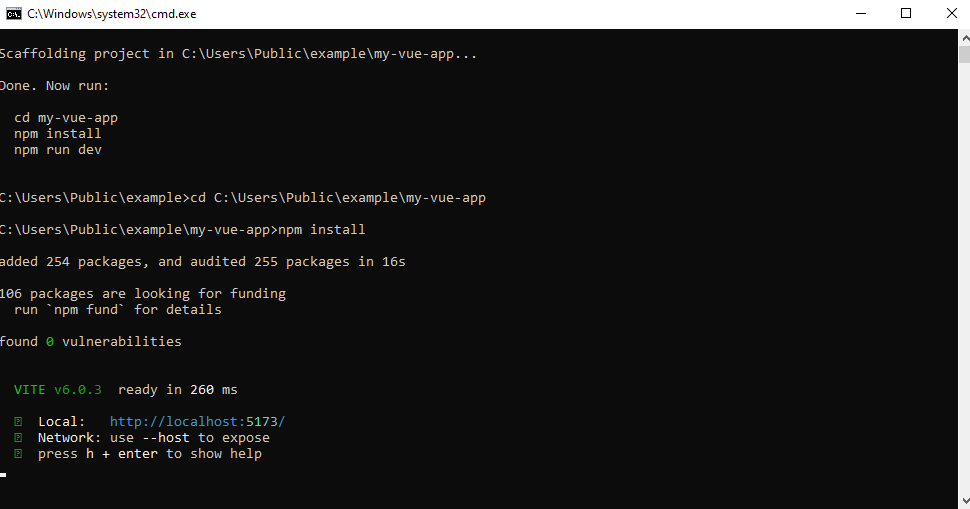 C:\Windows\system32\cmd.exe
Scaffolding project in C:\Users\Public\example\my-vue-app...
Done. Now run:
cd my-vue-app
npm install
npm run dev
C:\Users\Public\example>cd C:\Users\Public\example\my-vue-app
C:\Users\Public\example\my-vue-app>npm install
added 254 packages, and audited 255 packages in 16s
106 packages are looking for funding
run `npm fund` for details
found 0 vulnerabilities
VITE v6.0.3 ready in 260 ms
Local: http://localhost:5173/
Network: use --host to expose
press h + enter to show help